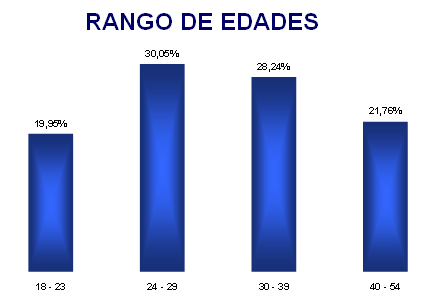 RANGO DE EDADES
30,05%
28,24%
21,76%
19,95%
18 - 23
24 - 29
30 - 39
40 - 54